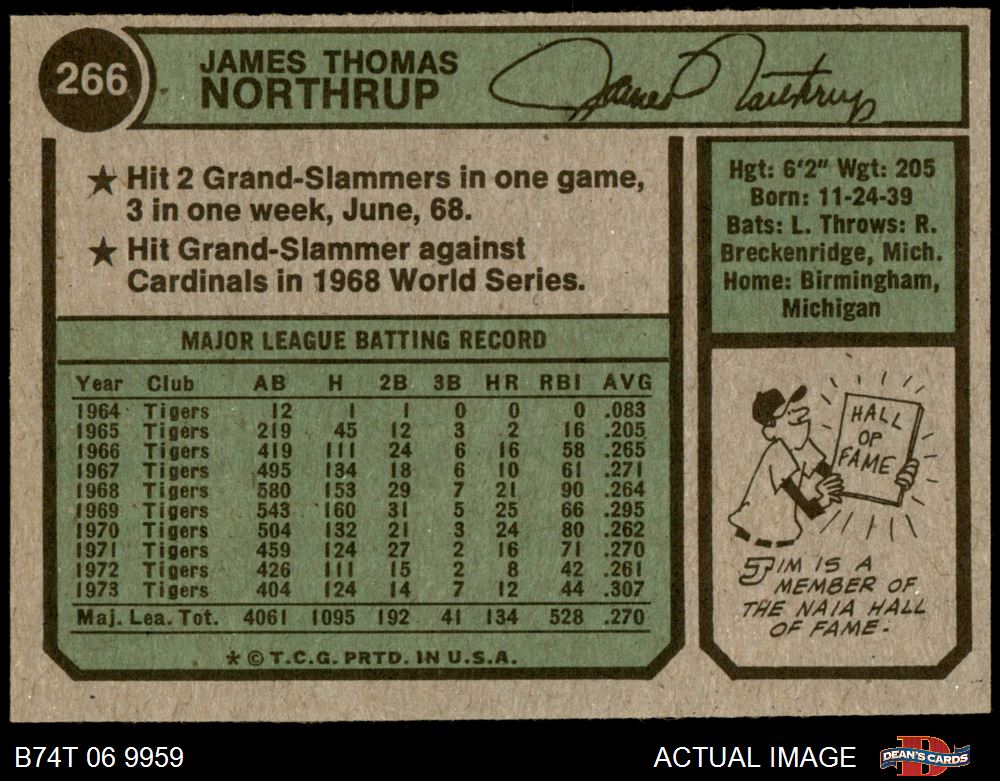 266
JAMES THOMAS
NORTHRUP
James Northrup
★ Hit 2 Grand-Slammers in one game,
3 in one week, June, 68.
★ Hit Grand-Slammer against
Cardinals in 1968 World Series.
Hgt: 6'2" Wgt: 205
Born: 11-24-39
Bats: L. Throws: R.
Breckenridge, Mich.
Home: Birmingham,
Michigan
MAJOR LEAGUE BATTING RECORD
Year Club AB H 2B 3B HR RBI AVG
1964 Tigers 12 1 1 0 0 0 .083
1965 Tigers 219 45 12 3 2 16 .205
1966 Tigers 419 111 24 6 16 58 .265
1967 Tigers 495 134 18 6 10 61 .271
1968 Tigers 580 153 29 7 21 90 .264
1969 Tigers 543 160 31 5 25 66 .295
1970 Tigers 504 132 21 3 24 80 .262
1971 Tigers 459 124 27 2 16 71 .270
1972 Tigers 426 111 15 2 8 42 .261
1973 Tigers 404 124 14 7 12 44 .307
Maj. Lea. Tot. 4061 1095 192 41 134 528 .270
* © T.C.G. PRTD. IN U.S.A.
HALL
OF
FAME
JIM IS A
MEMBER OF
THE NAIA HALL
OF FAME.
B74T 06 9959
ACTUAL IMAGE
DEAN'S CARDS